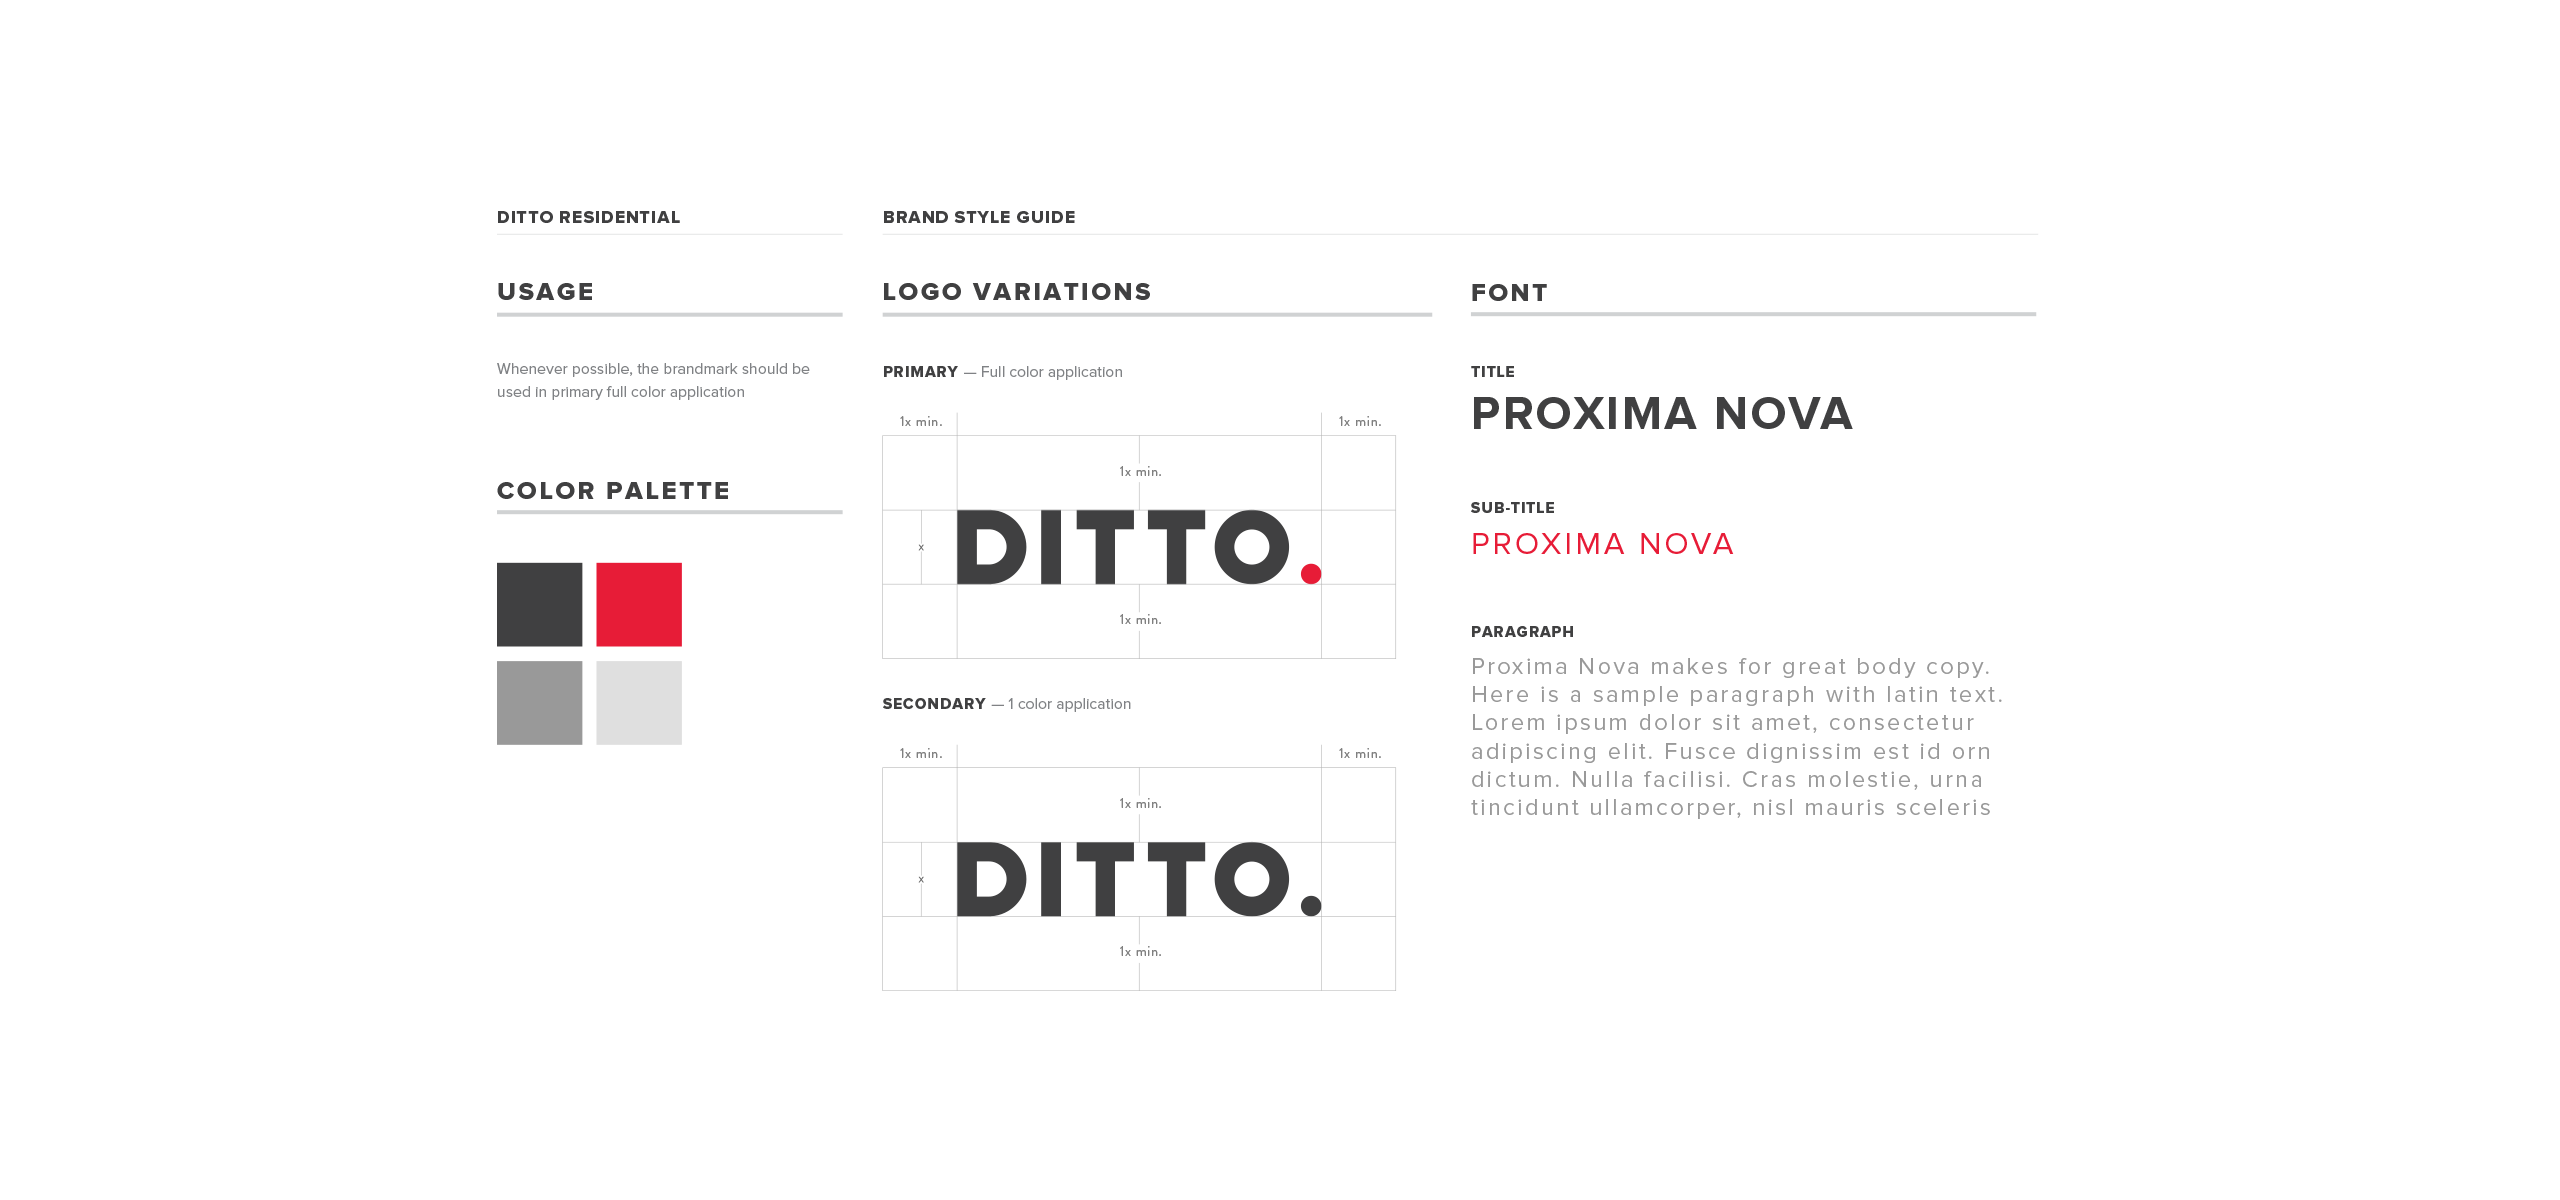 DITTO RESIDENTIAL
BRAND STYLE GUIDE
USAGE
Whenever possible, the brandmark should be
used in primary full color application
COLOR PALETTE
LOGO VARIATIONS
PRIMARY — Full color application
1x min.
1x min.
1x min.
x
DITTO.
1x min.
SECONDARY — 1 color application
1x min.
1x min.
1x min.
x
DITTO.
1x min.
FONT
TITLE
PROXIMA NOVA
SUB-TITLE
PROXIMA NOVA
PARAGRAPH
Proxima Nova makes for great body copy.
Here is a sample paragraph with latin text.
Lorem ipsum dolor sit amet, consectetur
adipiscing elit. Fusce dignissim est id orn
dictum. Nulla facilisi. Cras molestie, urna
tincidunt ullamcorper, nisl mauris sceleris